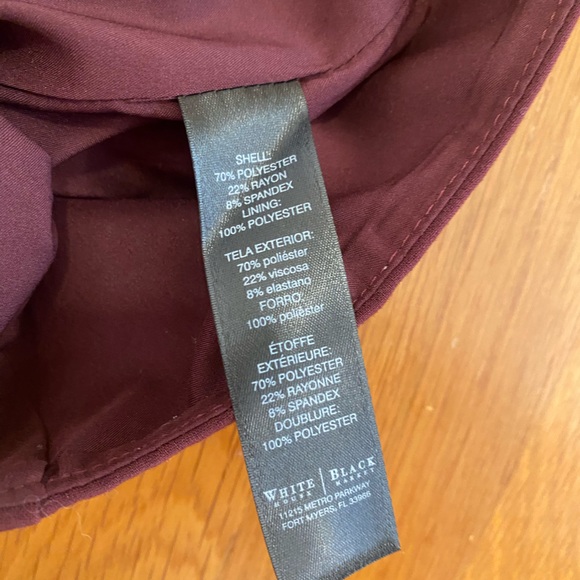 SHELL:
70% POLYESTER
22% RAYON
8% SPANDEX
LINING:
100% POLYESTER
TELA EXTERIOR:
70% poliéster
22% viscosa
8% elastano
FORRO:
100% poliéster
ÉTOFFE
EXTÉRIEURE:
70% POLYESTER
22% RAYONNE
8% SPANDEX
DOUBLURE:
100% POLYESTER
WHITE | BLACK
HOUSE | MARKET
11215 METRO PARKWAY
FORT MYERS, FL 33966